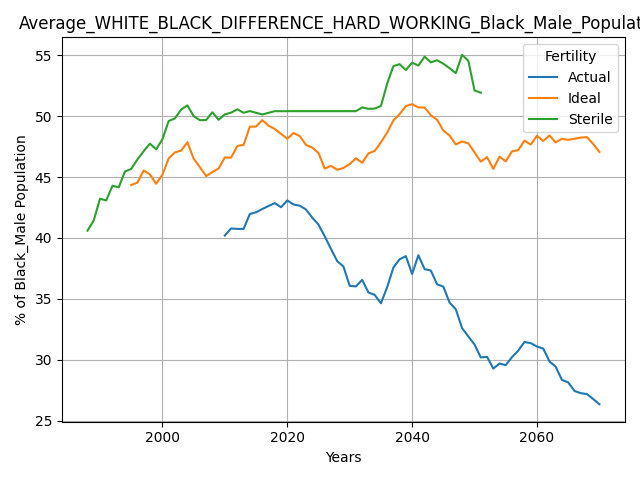 Average_WHITE_BLACK_DIFFERENCE_HARD_WORKING_Black_Male_Populat
55
50
45
40
35
30
25
% of Black_Male Population
Fertility
Actual
Ideal
Sterile
2000
2020
2040
2060
Years